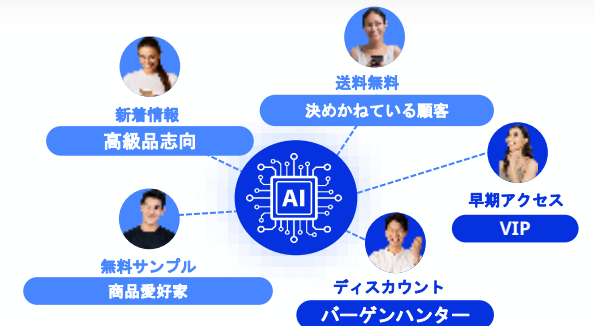 送料無料
決めかねている顧客
新着情報
高級品志向
AI
早期アクセス
VIP
無料サンプル
商品愛好家
ディスカウント
バーゲンハンター